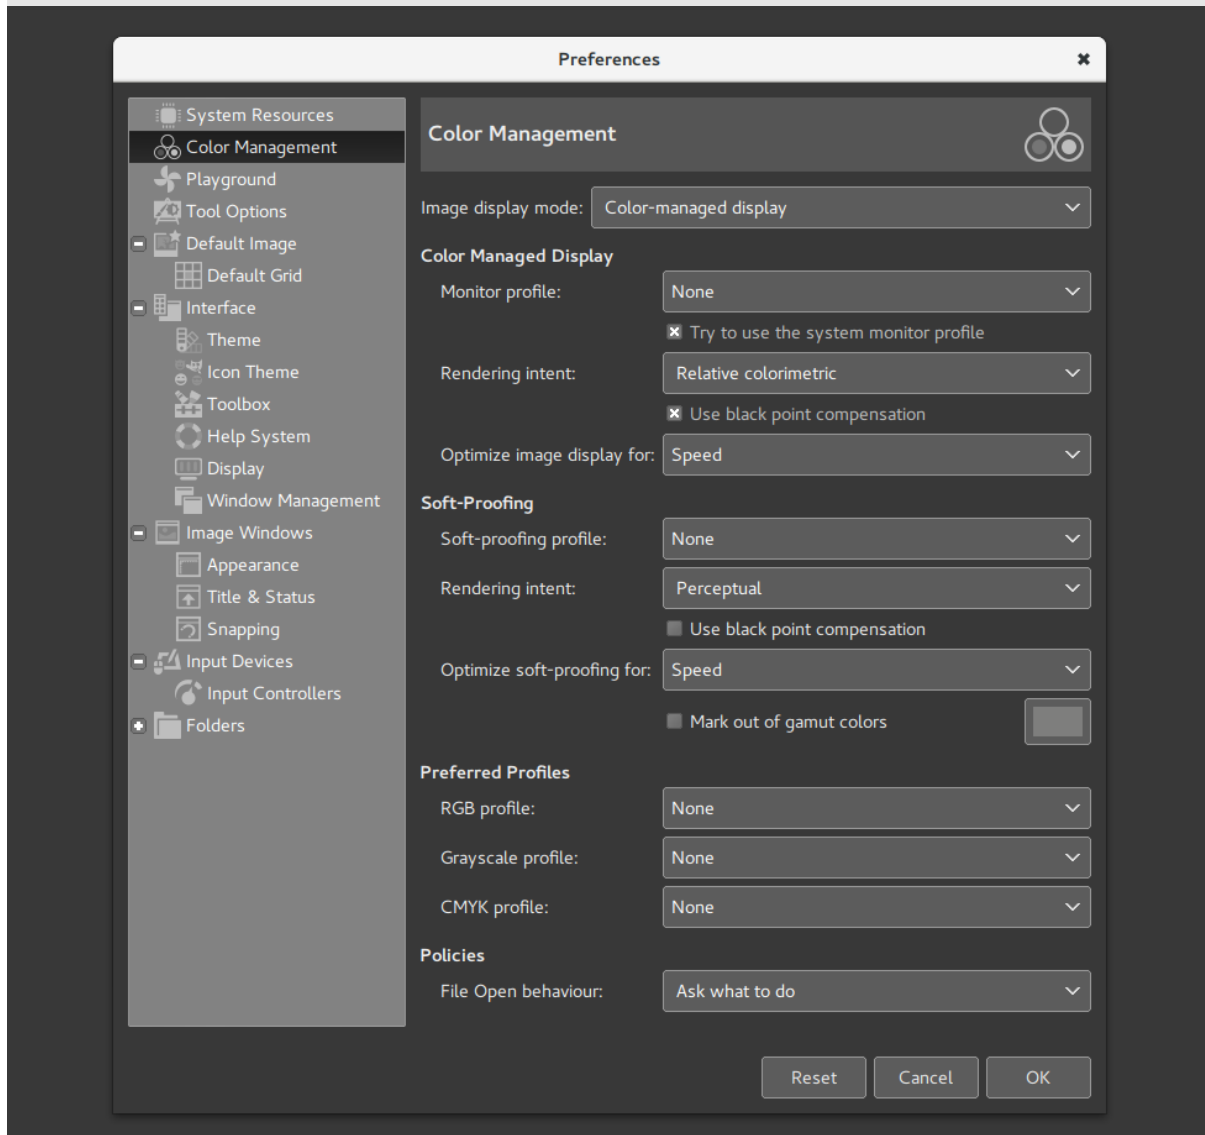 Preferences
System Resources
Color Management
Playground
Tool Options
Default Image
Default Grid
Interface
Theme
Icon Theme
Toolbox
Help System
Display
Window Management
Image Windows
Appearance
Title & Status
Snapping
Input Devices
Input Controllers
Folders
Color Management
Image display mode: Color-managed display
Color Managed Display
Monitor profile: None
Try to use the system monitor profile
Rendering intent: Relative colorimetric
Use black point compensation
Optimize image display for: Speed
Soft-Proofing
Soft-proofing profile: None
Rendering intent: Perceptual
Use black point compensation
Optimize soft-proofing for: Speed
Mark out of gamut colors
Preferred Profiles
RGB profile: None
Grayscale profile: None
CMYK profile: None
Policies
File Open behaviour: Ask what to do
Reset Cancel OK